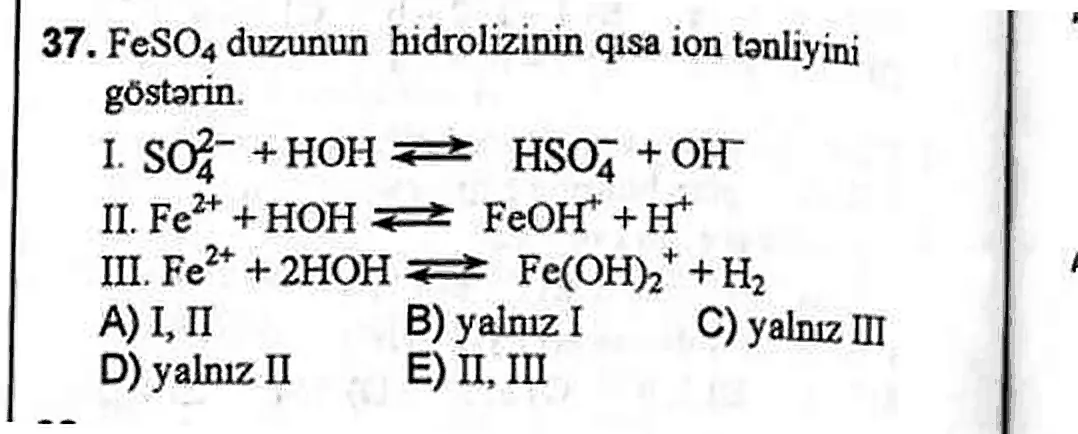 37. FeSO₄ duzunun hidrolizinin qısa ion tənliyini
göstərin.
I. SO₄²⁻ + HOH ⇌ HSO₄⁻ + OH⁻
II. Fe²⁺ + HOH ⇌ FeOH⁺ + H⁺
III. Fe²⁺ + 2HOH ⇌ Fe(OH)₂⁺ + H₂
A) I, II B) yalnız I C) yalnız III
D) yalnız II E) II, III